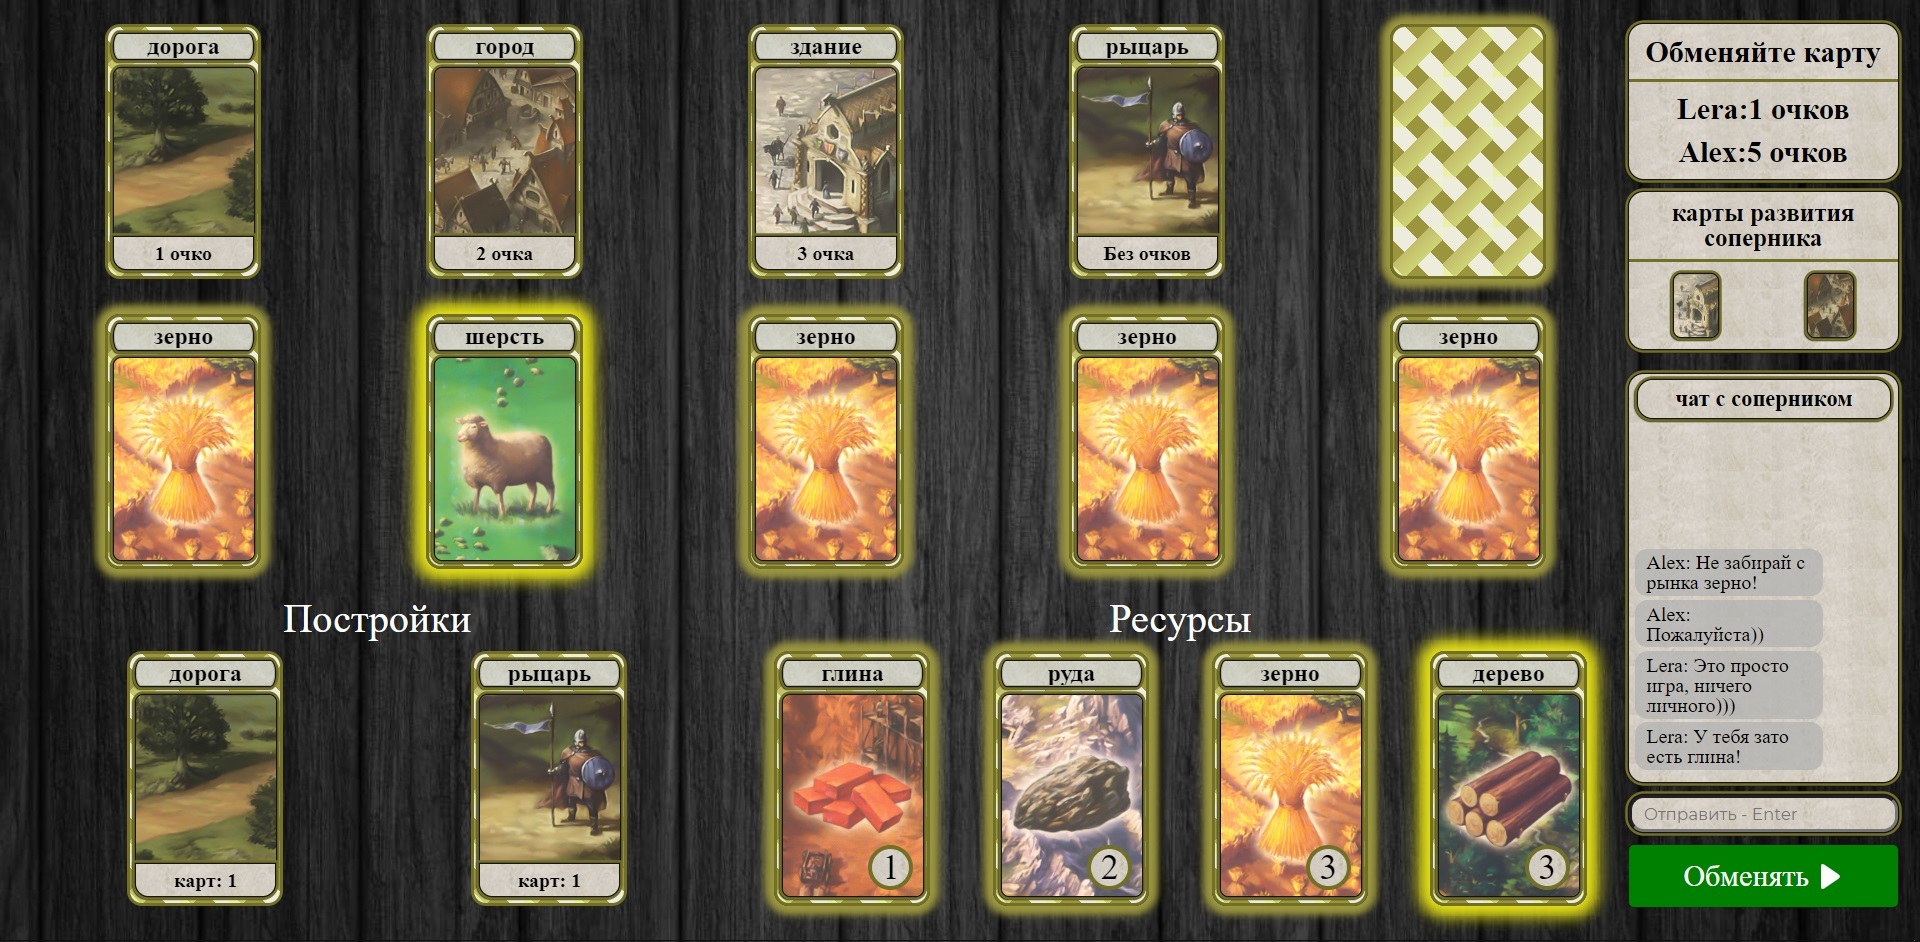 дорога
1 очко
город
2 очка
здание
3 очка
рыцарь
Без очков
зерно
шерсть
зерно
зерно
зерно
Постройки
Ресурсы
дорога
карт: 1
рыцарь
карт: 1
глина
1
руда
2
зерно
3
дерево
3
Обменяйте карту
Lera:1 очков
Alex:5 очков
карты развития
соперника
чат с соперником
Alex: Не забирай с
рынка зерно!
Alex:
Пожалуйста))
Lera: Это просто
игра, ничего
личного)))
Lera: У тебя зато
есть глина!
Отправить - Enter
Обменять